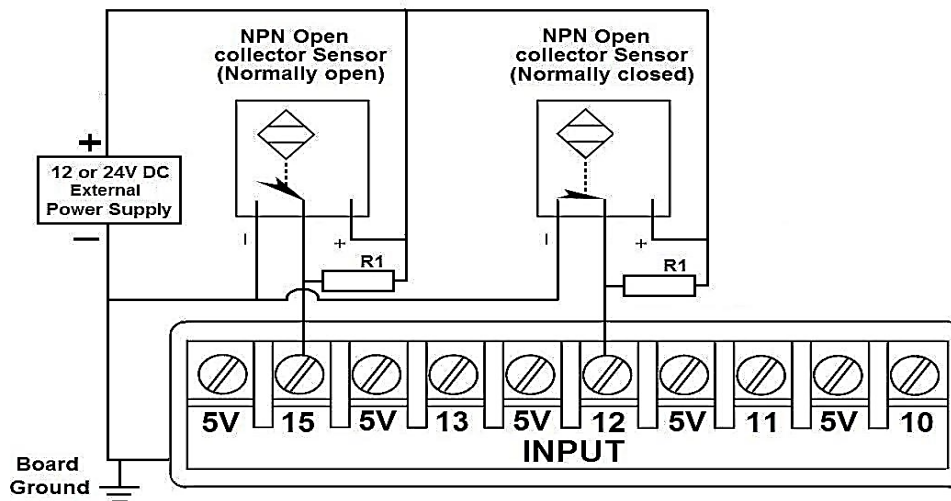 NPN Open
collector Sensor
(Normally open)
NPN Open
collector Sensor
(Normally closed)
+
12 or 24V DC
External
Power Supply
—
–
+
R1
–
+
R1
5V 15 5V 13 5V 12 5V 11 5V 10
INPUT
Board
Ground